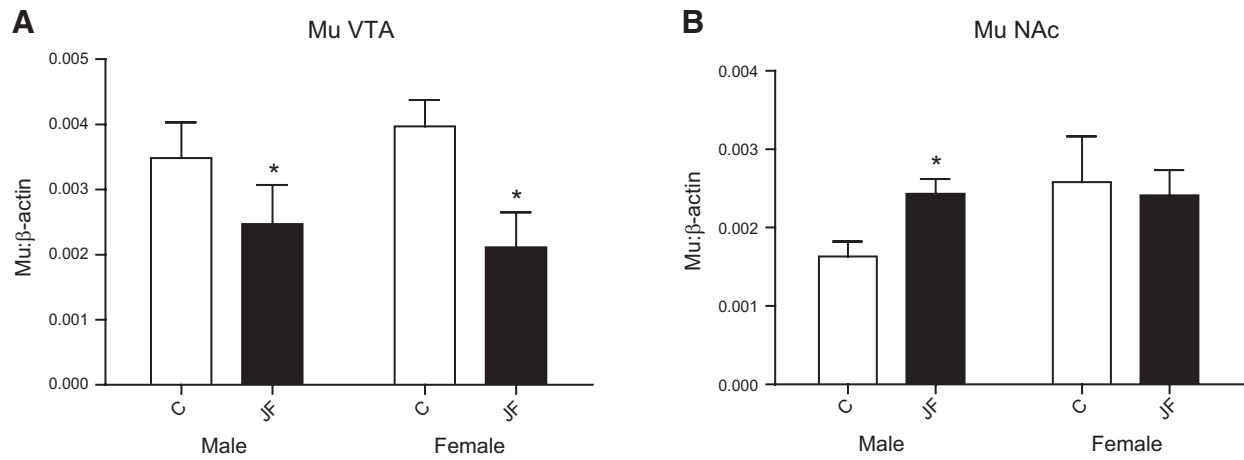 A
Mu VTA
Mu:β-actin
0.005
0.004
0.003
0.002
0.001
0.000
*
*
C
JF
C
JF
Male
Female
B
Mu NAc
Mu:β-actin
0.004
0.003
0.002
0.001
0.000
*
C
JF
C
JF
Male
Female